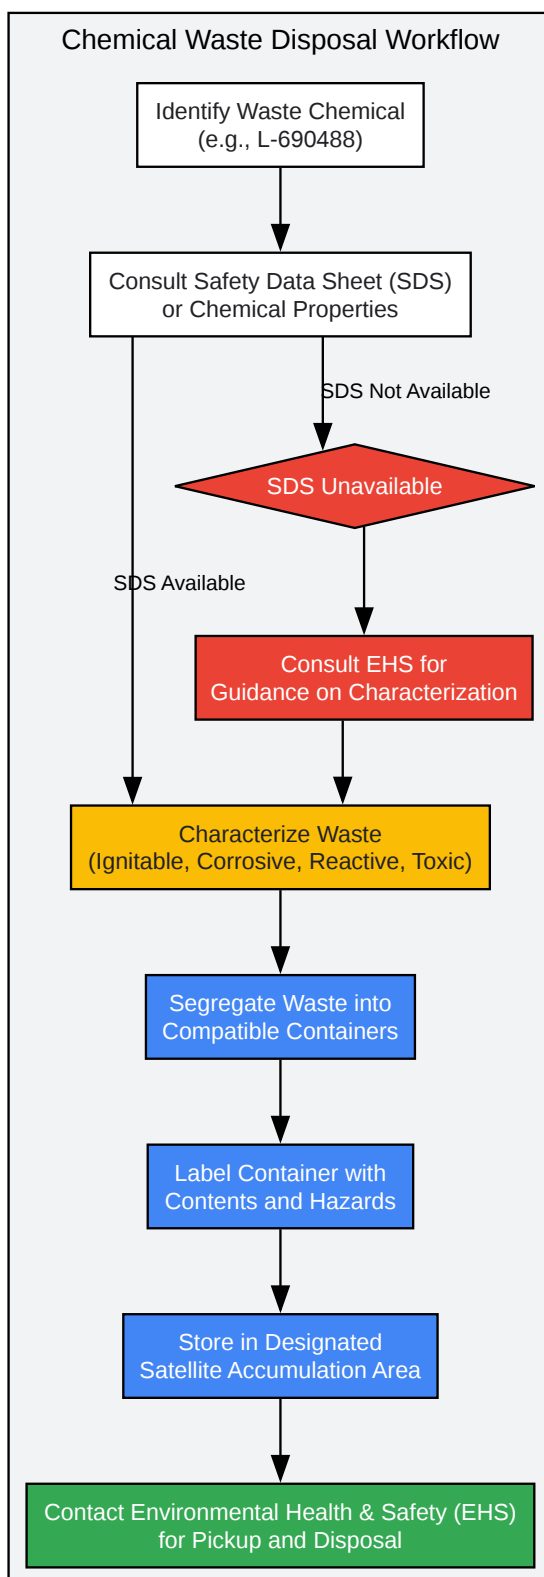 Chemical Waste Disposal Workflow
Identify Waste Chemical
(e.g., L-690488)
Consult Safety Data Sheet (SDS)
or Chemical Properties
SDS Not Available
SDS Unavailable
SDS Available
Consult EHS for
Guidance on Characterization
Characterize Waste
(Ignitable, Corrosive, Reactive, Toxic)
Segregate Waste into
Compatible Containers
Label Container with
Contents and Hazards
Store in Designated
Satellite Accumulation Area
Contact Environmental Health & Safety (EHS)
for Pickup and Disposal